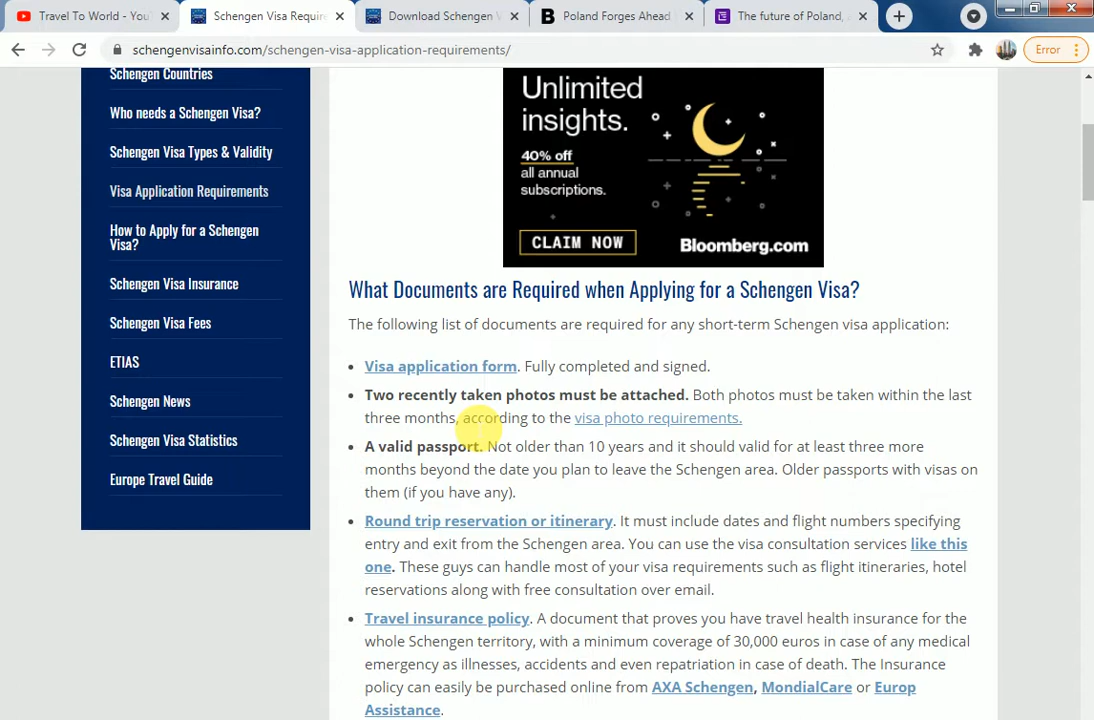 Travel To World - You
Schengen Visa Requir
Download Schengen V
Poland Forges Ahead
The future of Poland,
schengenvisainfo.com/schengen-visa-application-requirements/
Error
Schengen Countries
Who needs a Schengen Visa?
Schengen Visa Types & Validity
Visa Application Requirements
How to Apply for a Schengen
Visa?
Schengen Visa Insurance
Schengen Visa Fees
ETIAS
Schengen News
Schengen Visa Statistics
Europe Travel Guide
Unlimited
insights.
40% off
all annual
subscriptions.
CLAIM NOW
Bloomberg.com
What Documents are Required when Applying for a Schengen Visa?
The following list of documents are required for any short-term Schengen visa application:
• Visa application form. Fully completed and signed.
• Two recently taken photos must be attached. Both photos must be taken within the last
three months, according to the visa photo requirements.
• A valid passport. Not older than 10 years and it should valid for at least three more
months beyond the date you plan to leave the Schengen area. Older passports with visas on
them (if you have any).
• Round trip reservation or itinerary. It must include dates and flight numbers specifying
entry and exit from the Schengen area. You can use the visa consultation services like this
one. These guys can handle most of your visa requirements such as flight itineraries, hotel
reservations along with free consultation over email.
• Travel insurance policy. A document that proves you have travel health insurance for the
whole Schengen territory, with a minimum coverage of 30,000 euros in case of any medical
emergency as illnesses, accidents and even repatriation in case of death. The Insurance
policy can easily be purchased online from AXA Schengen, MondialCare or Europ
Assistance.